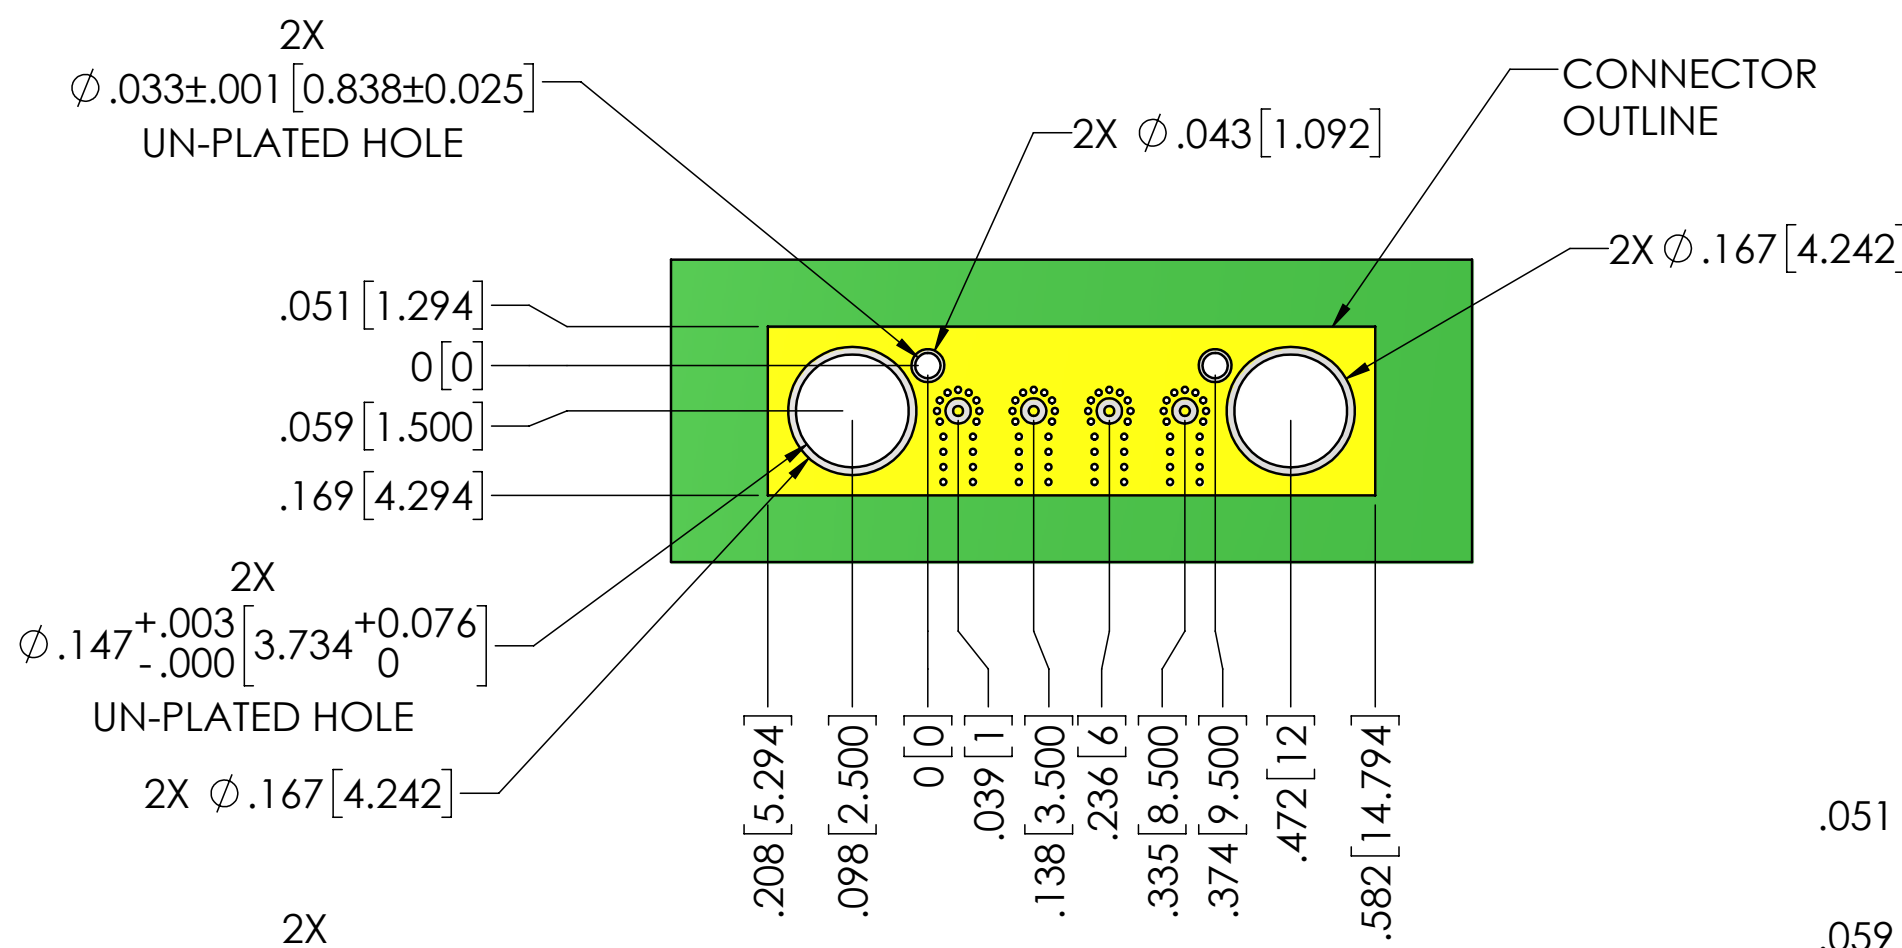 2X
∅.033±.001[0.838±0.025]
UN-PLATED HOLE
CONNECTOR
OUTLINE
2X ∅.043[1.092]
2X ∅.167[4.242]
.051[1.294]
0[0]
.059[1.500]
.169[4.294]
2X
∅.147 +.003 -.000 [3.734 +0.076 0]
UN-PLATED HOLE
2X ∅.167[4.242]
.208[5.294]
.098[2.500]
0[0]
.039[1]
.138[3.500]
.236[6]
.335[8.500]
.374[9.500]
.472[12]
.582[14.794]
.051
2X
.059